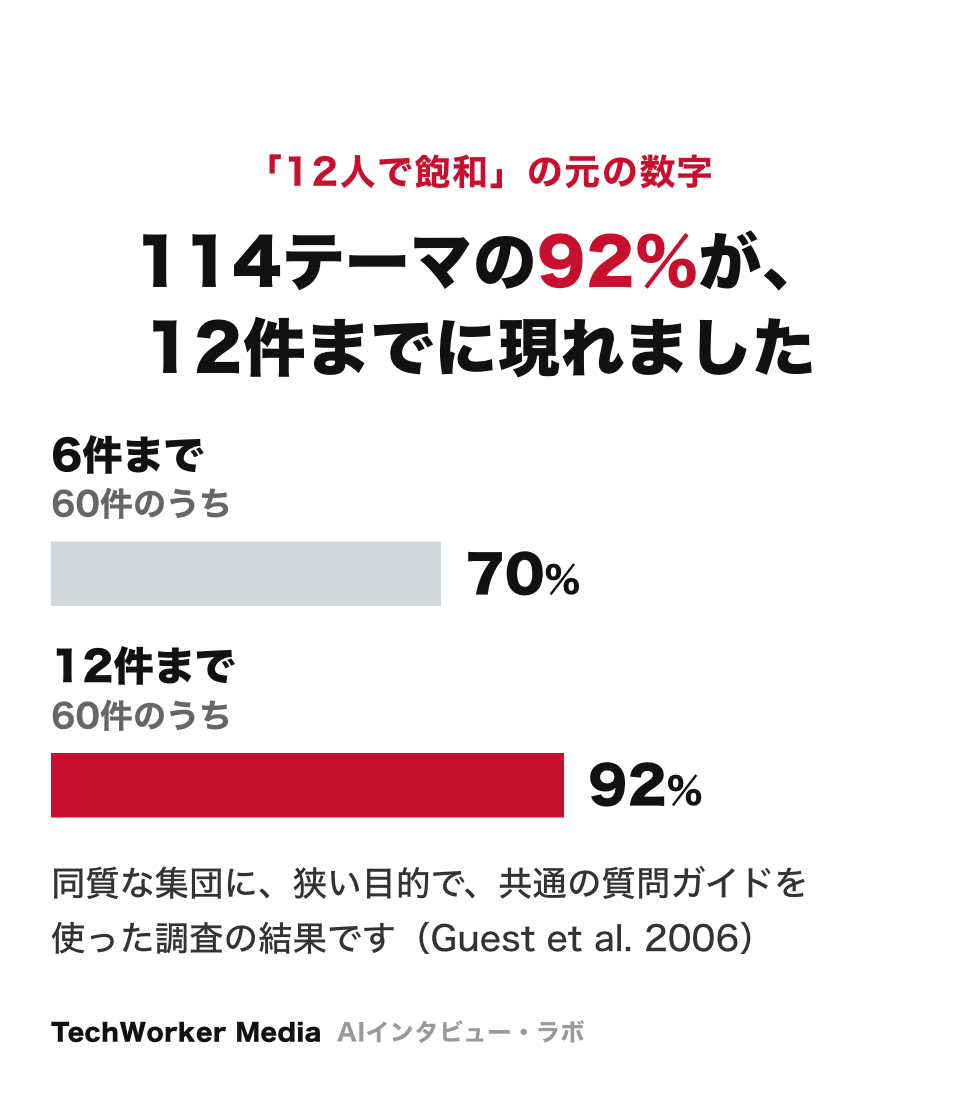 「12人で飽和」の元の数字
114テーマの92%が、
12件までに現れました
6件まで
60件のうち
70%
12件まで
60件のうち
92%
同質な集団に、狭い目的で、共通の質問ガイドを
使った調査の結果です（Guest et al. 2006）
TechWorker Media AIインタビュー・ラボ